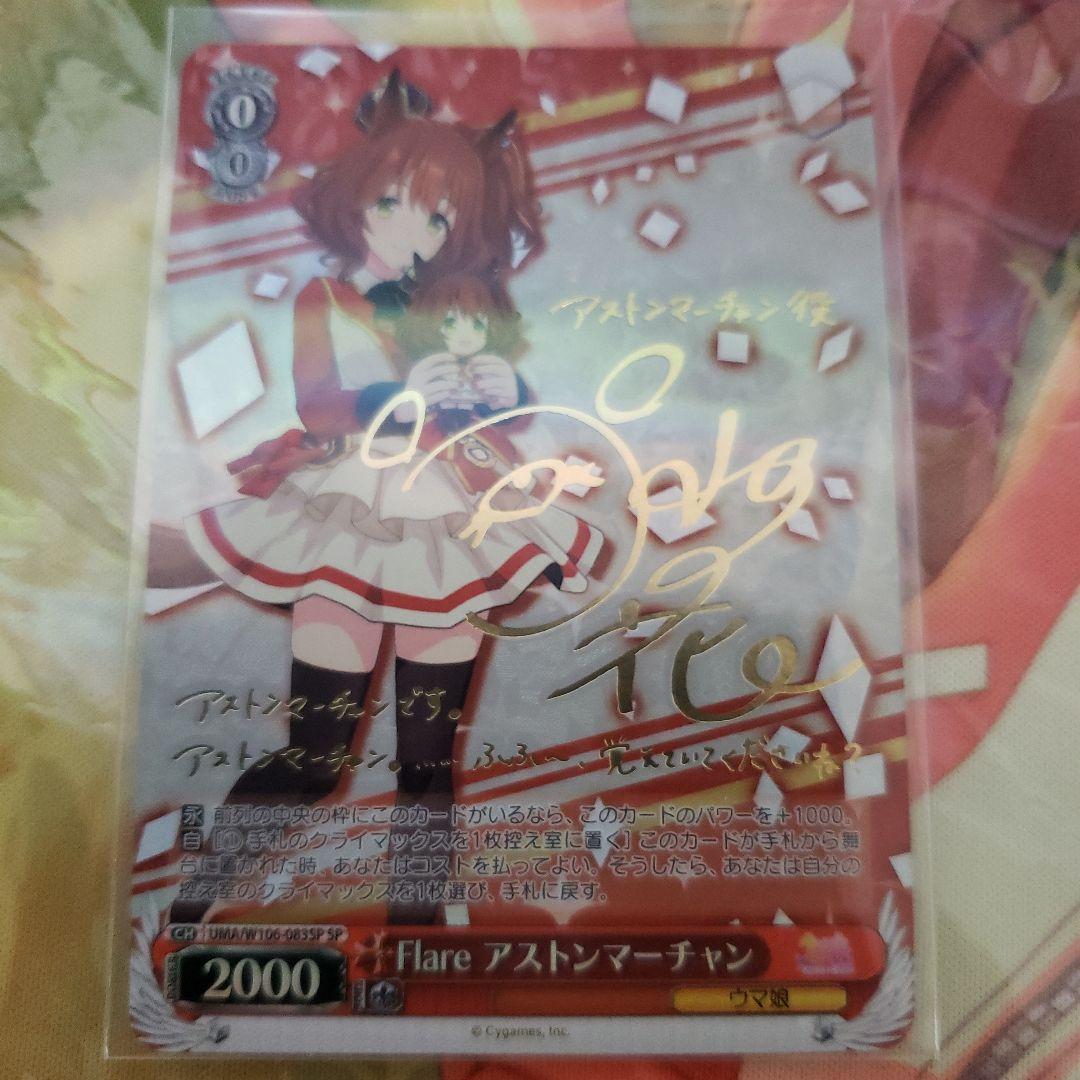 0
0
アストンマーチャン役
花
アストンマーチャンです。
アストンマーチャン。…… ふふふ~、覚えていてくださいな?
永 前列の中央の枠にこのカードがいるなら、このカードのパワーを+1000。
自 [① 手札のクライマックスを1枚控え室に置く] このカードが手札から舞
台に置かれた時、あなたはコストを払ってよい。そうしたら、あなたは自分の
控え室のクライマックスを1枚選び、手札に戻す。
CH UMA/W106-083SP SP
2000 Flare アストンマーチャン
ウマ娘
© Cygames, Inc.